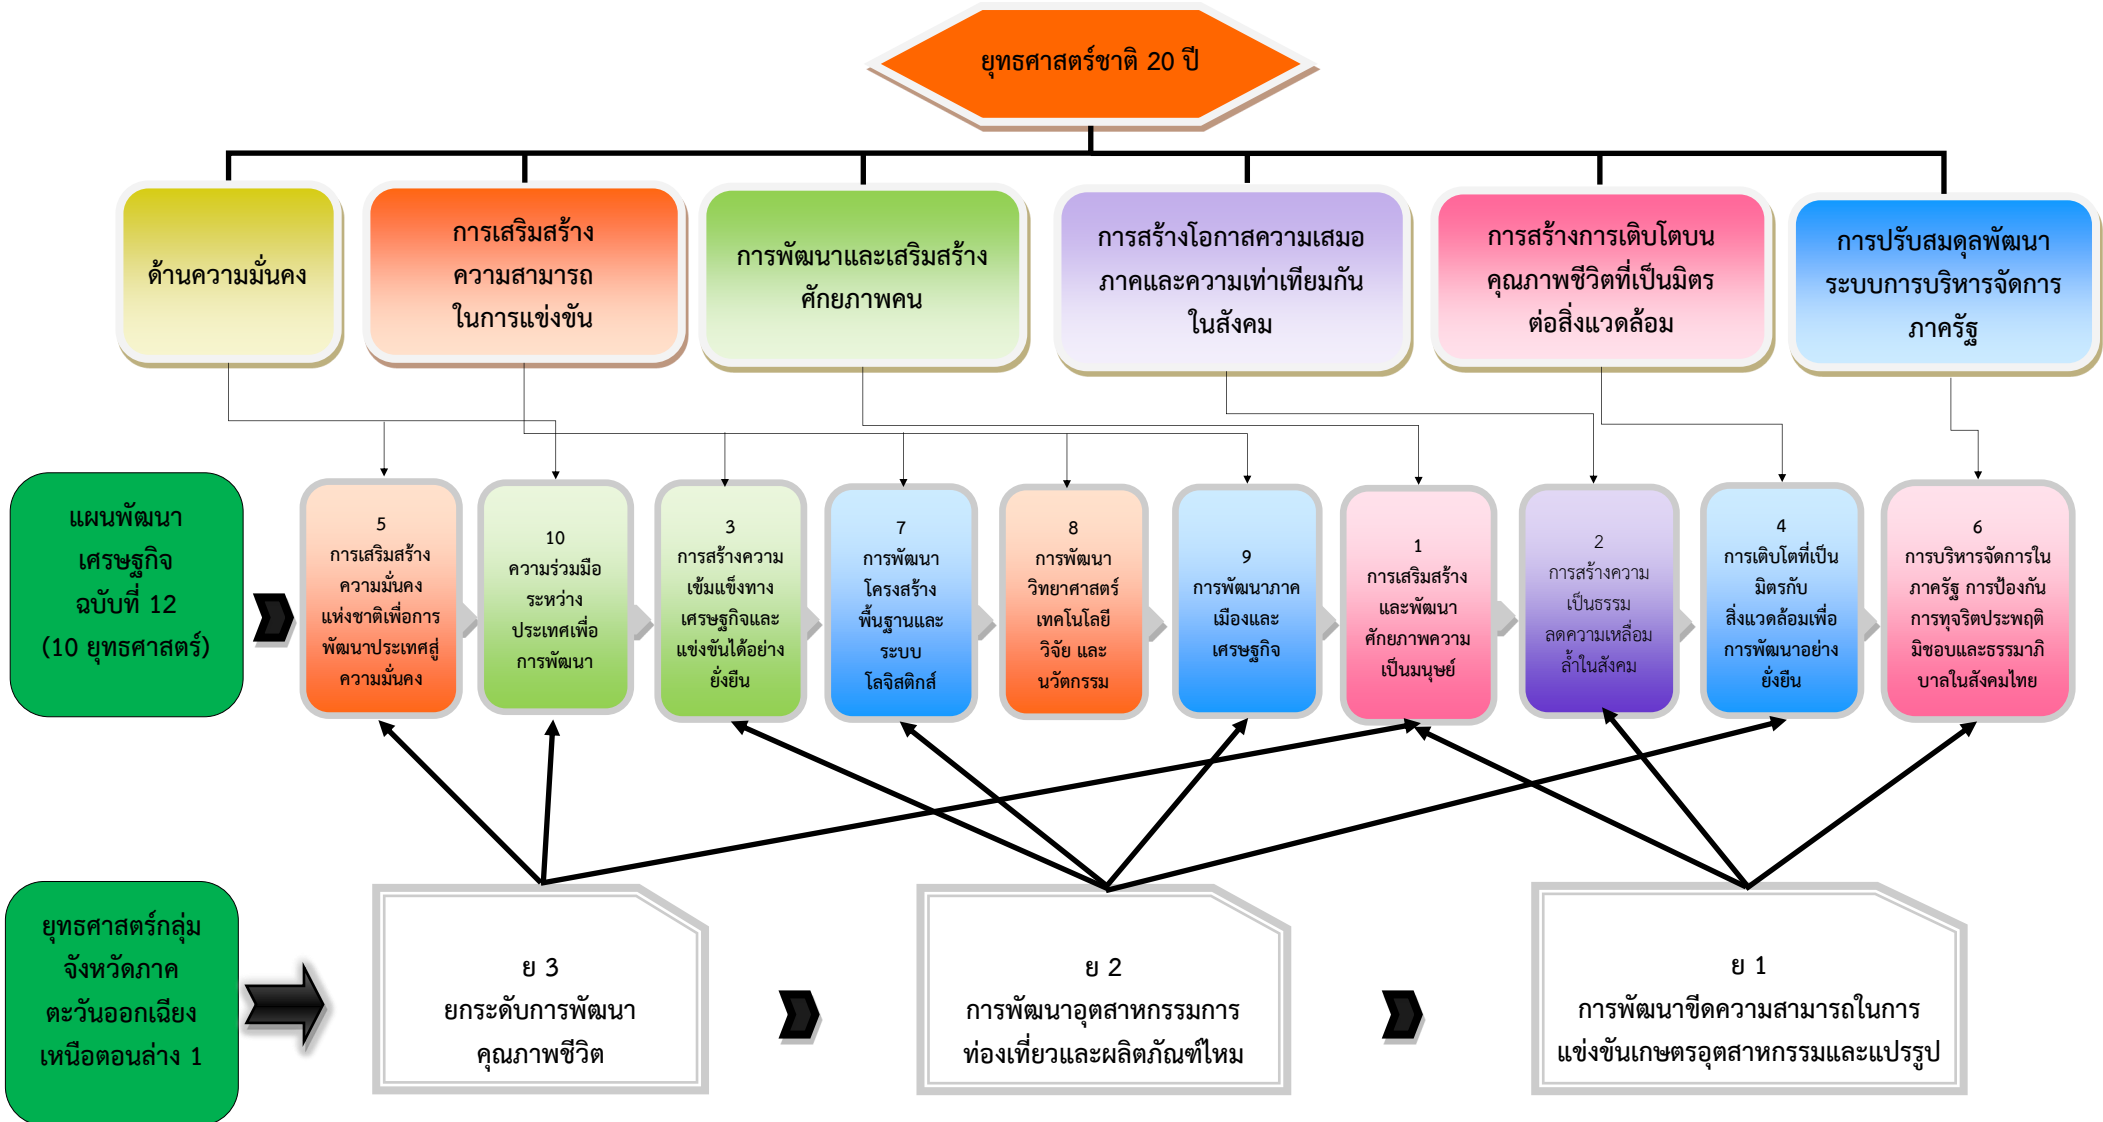 ยุทธศาสตร์ชาติ 20 ปี
ด้านความมั่นคง
การเสริมสร้าง
ความสามารถ
ในการแข่งขัน
การพัฒนาและเสริมสร้าง
ศักยภาพคน
การสร้างโอกาสความเสมอ
ภาคและความเท่าเทียมกัน
ในสังคม
การสร้างการเติบโตบน
คุณภาพชีวิตที่เป็นมิตร
ต่อสิ่งแวดล้อม
การปรับสมดุลพัฒนา
ระบบการบริหารจัดการ
ภาครัฐ
แผนพัฒนา
เศรษฐกิจ
ฉบับที่ 12
(10 ยุทธศาสตร์)
5
การเสริมสร้าง
ความมั่นคง
แห่งชาติเพื่อการ
พัฒนาประเทศสู่
ความมั่นคง
10
ความร่วมมือ
ระหว่าง
ประเทศเพื่อ
การพัฒนา
3
การสร้างความ
เข้มแข็งทาง
เศรษฐกิจและ
แข่งขันได้อย่าง
ยั่งยืน
7
การพัฒนา
โครงสร้าง
พื้นฐานและ
ระบบ
โลจิสติกส์
8
การพัฒนา
วิทยาศาสตร์
เทคโนโลยี
วิจัย และ
นวัตกรรม
9
การพัฒนาภาค
เมืองและ
เศรษฐกิจ
1
การเสริมสร้าง
และพัฒนา
ศักยภาพความ
เป็นมนุษย์
2
การสร้างความ
เป็นธรรม
ลดความเหลื่อม
ล้ำในสังคม
4
การเติบโตที่เป็น
มิตรกับ
สิ่งแวดล้อมเพื่อ
การพัฒนาอย่าง
ยั่งยืน
6
การบริหารจัดการใน
ภาครัฐ การป้องกัน
การทุจริตประพฤติ
มิชอบและธรรมาภิ
บาลในสังคมไทย
ยุทธศาสตร์กลุ่ม
จังหวัดภาค
ตะวันออกเฉียง
เหนือตอนล่าง 1
ย 3
ยกระดับการพัฒนา
คุณภาพชีวิต
ย 2
การพัฒนาอุตสาหกรรมการ
ท่องเที่ยวและผลิตภัณฑ์ไหม
ย 1
การพัฒนาขีดความสามารถในการ
แข่งขันเกษตรอุตสาหกรรมและแปรรูป